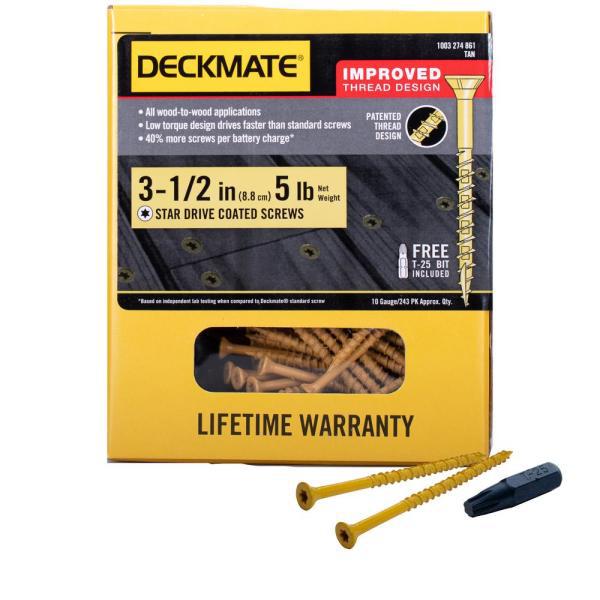 1003 274 861
TAN
DECKMATE®
IMPROVED
THREAD DESIGN
• All wood-to-wood applications
• Low torque design drives faster than standard screws
• 40% more screws per battery charge*
PATENTED
THREAD
DESIGN
3-1/2 in (8.8 cm) 5 lb Net Weight
STAR DRIVE COATED SCREWS
FREE
T-25 BIT
INCLUDED
*Based on independent lab testing when compared to Deckmate® standard screw
10 Gauge/243 PK Approx. Qty.
LIFETIME WARRANTY